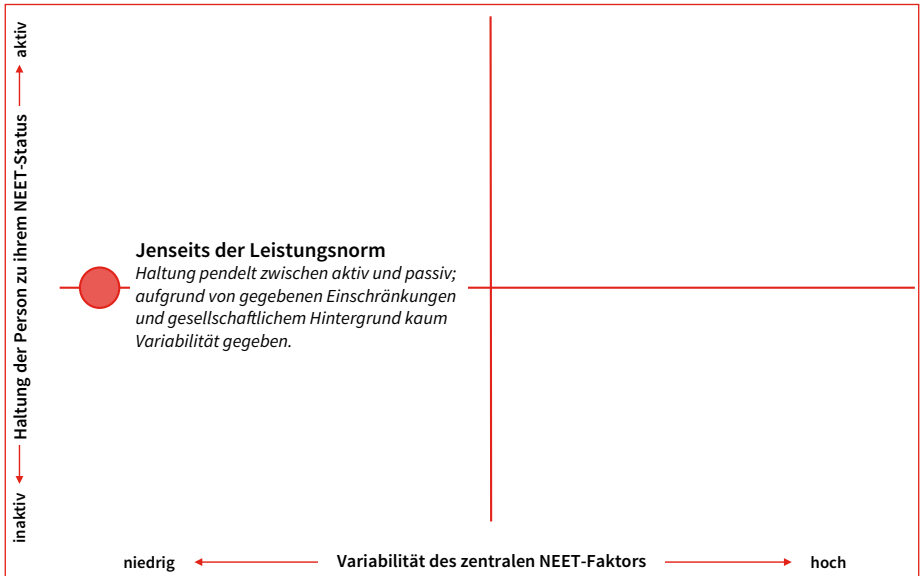 aktiv
Haltung der Person zu ihrem NEET-Status
inaktiv
Jenseits der Leistungsnorm
Haltung pendelt zwischen aktiv und passiv;
aufgrund von gegebenen Einschränkungen
und gesellschaftlichem Hintergrund kaum
Variabilität gegeben.
niedrig
Variabilität des zentralen NEET-Faktors
hoch